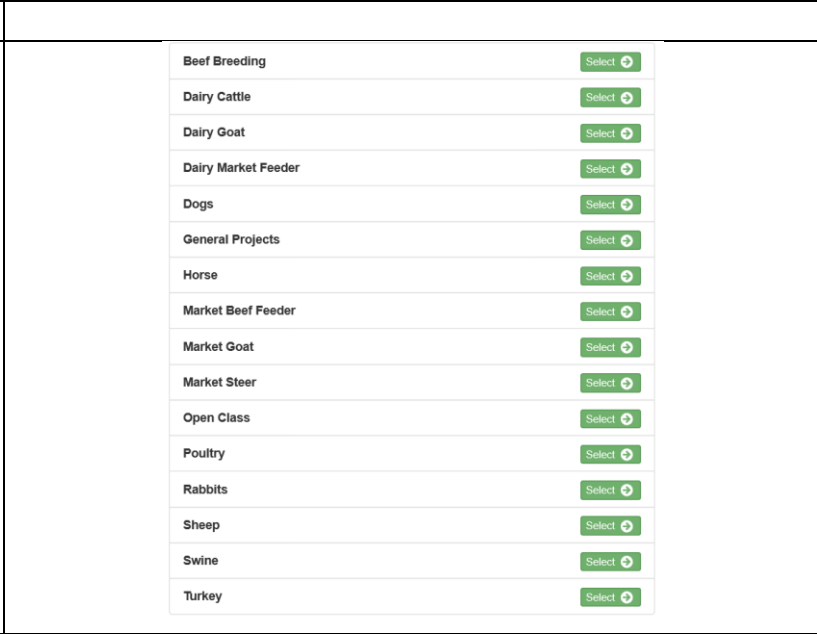 Beef Breeding Select
Dairy Cattle Select
Dairy Goat Select
Dairy Market Feeder Select
Dogs Select
General Projects Select
Horse Select
Market Beef Feeder Select
Market Goat Select
Market Steer Select
Open Class Select
Poultry Select
Rabbits Select
Sheep Select
Swine Select
Turkey Select